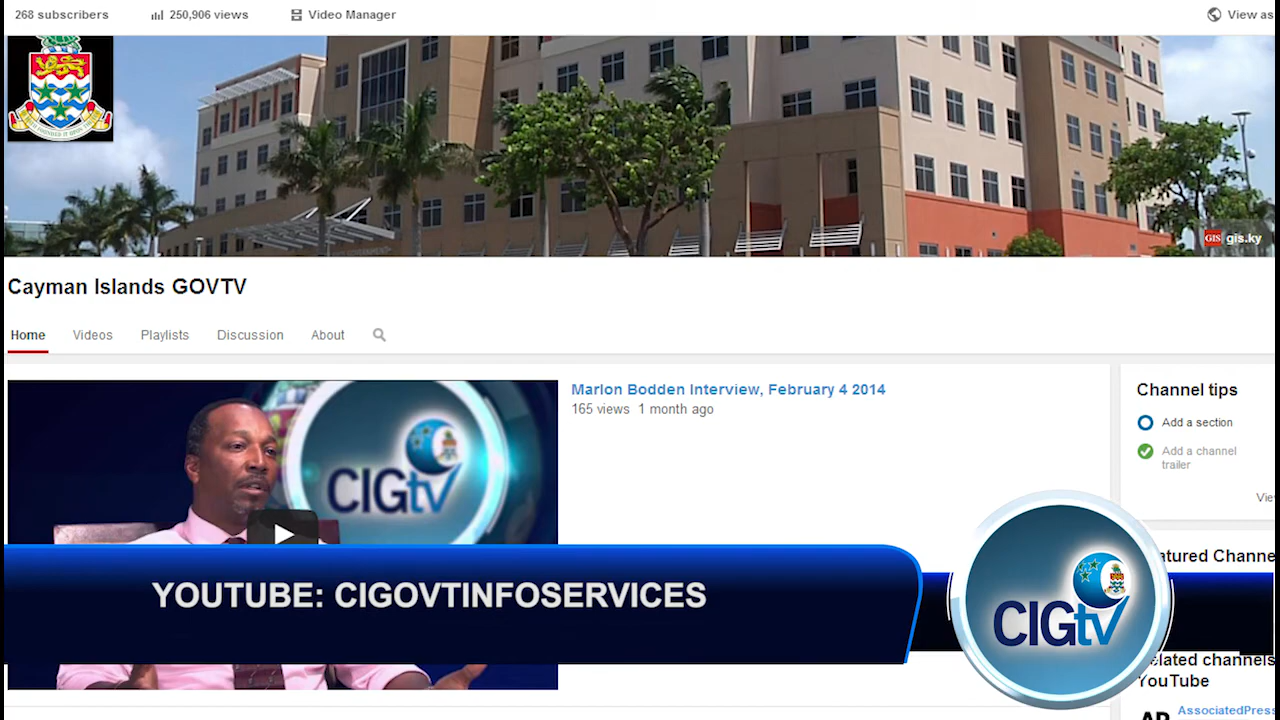 268 subscribers
250,906 views
Video Manager
View as
GIS gis.ky
Cayman Islands GOVTV
Home
Videos
Playlists
Discussion
About
Marlon Bodden Interview, February 4 2014
165 views 1 month ago
Channel tips
Add a section
Add a channel
trailer
CIGtv
YOUTUBE: CIGOVTINFOSERVICES
CIGtv
YouTube
AssociatedPress